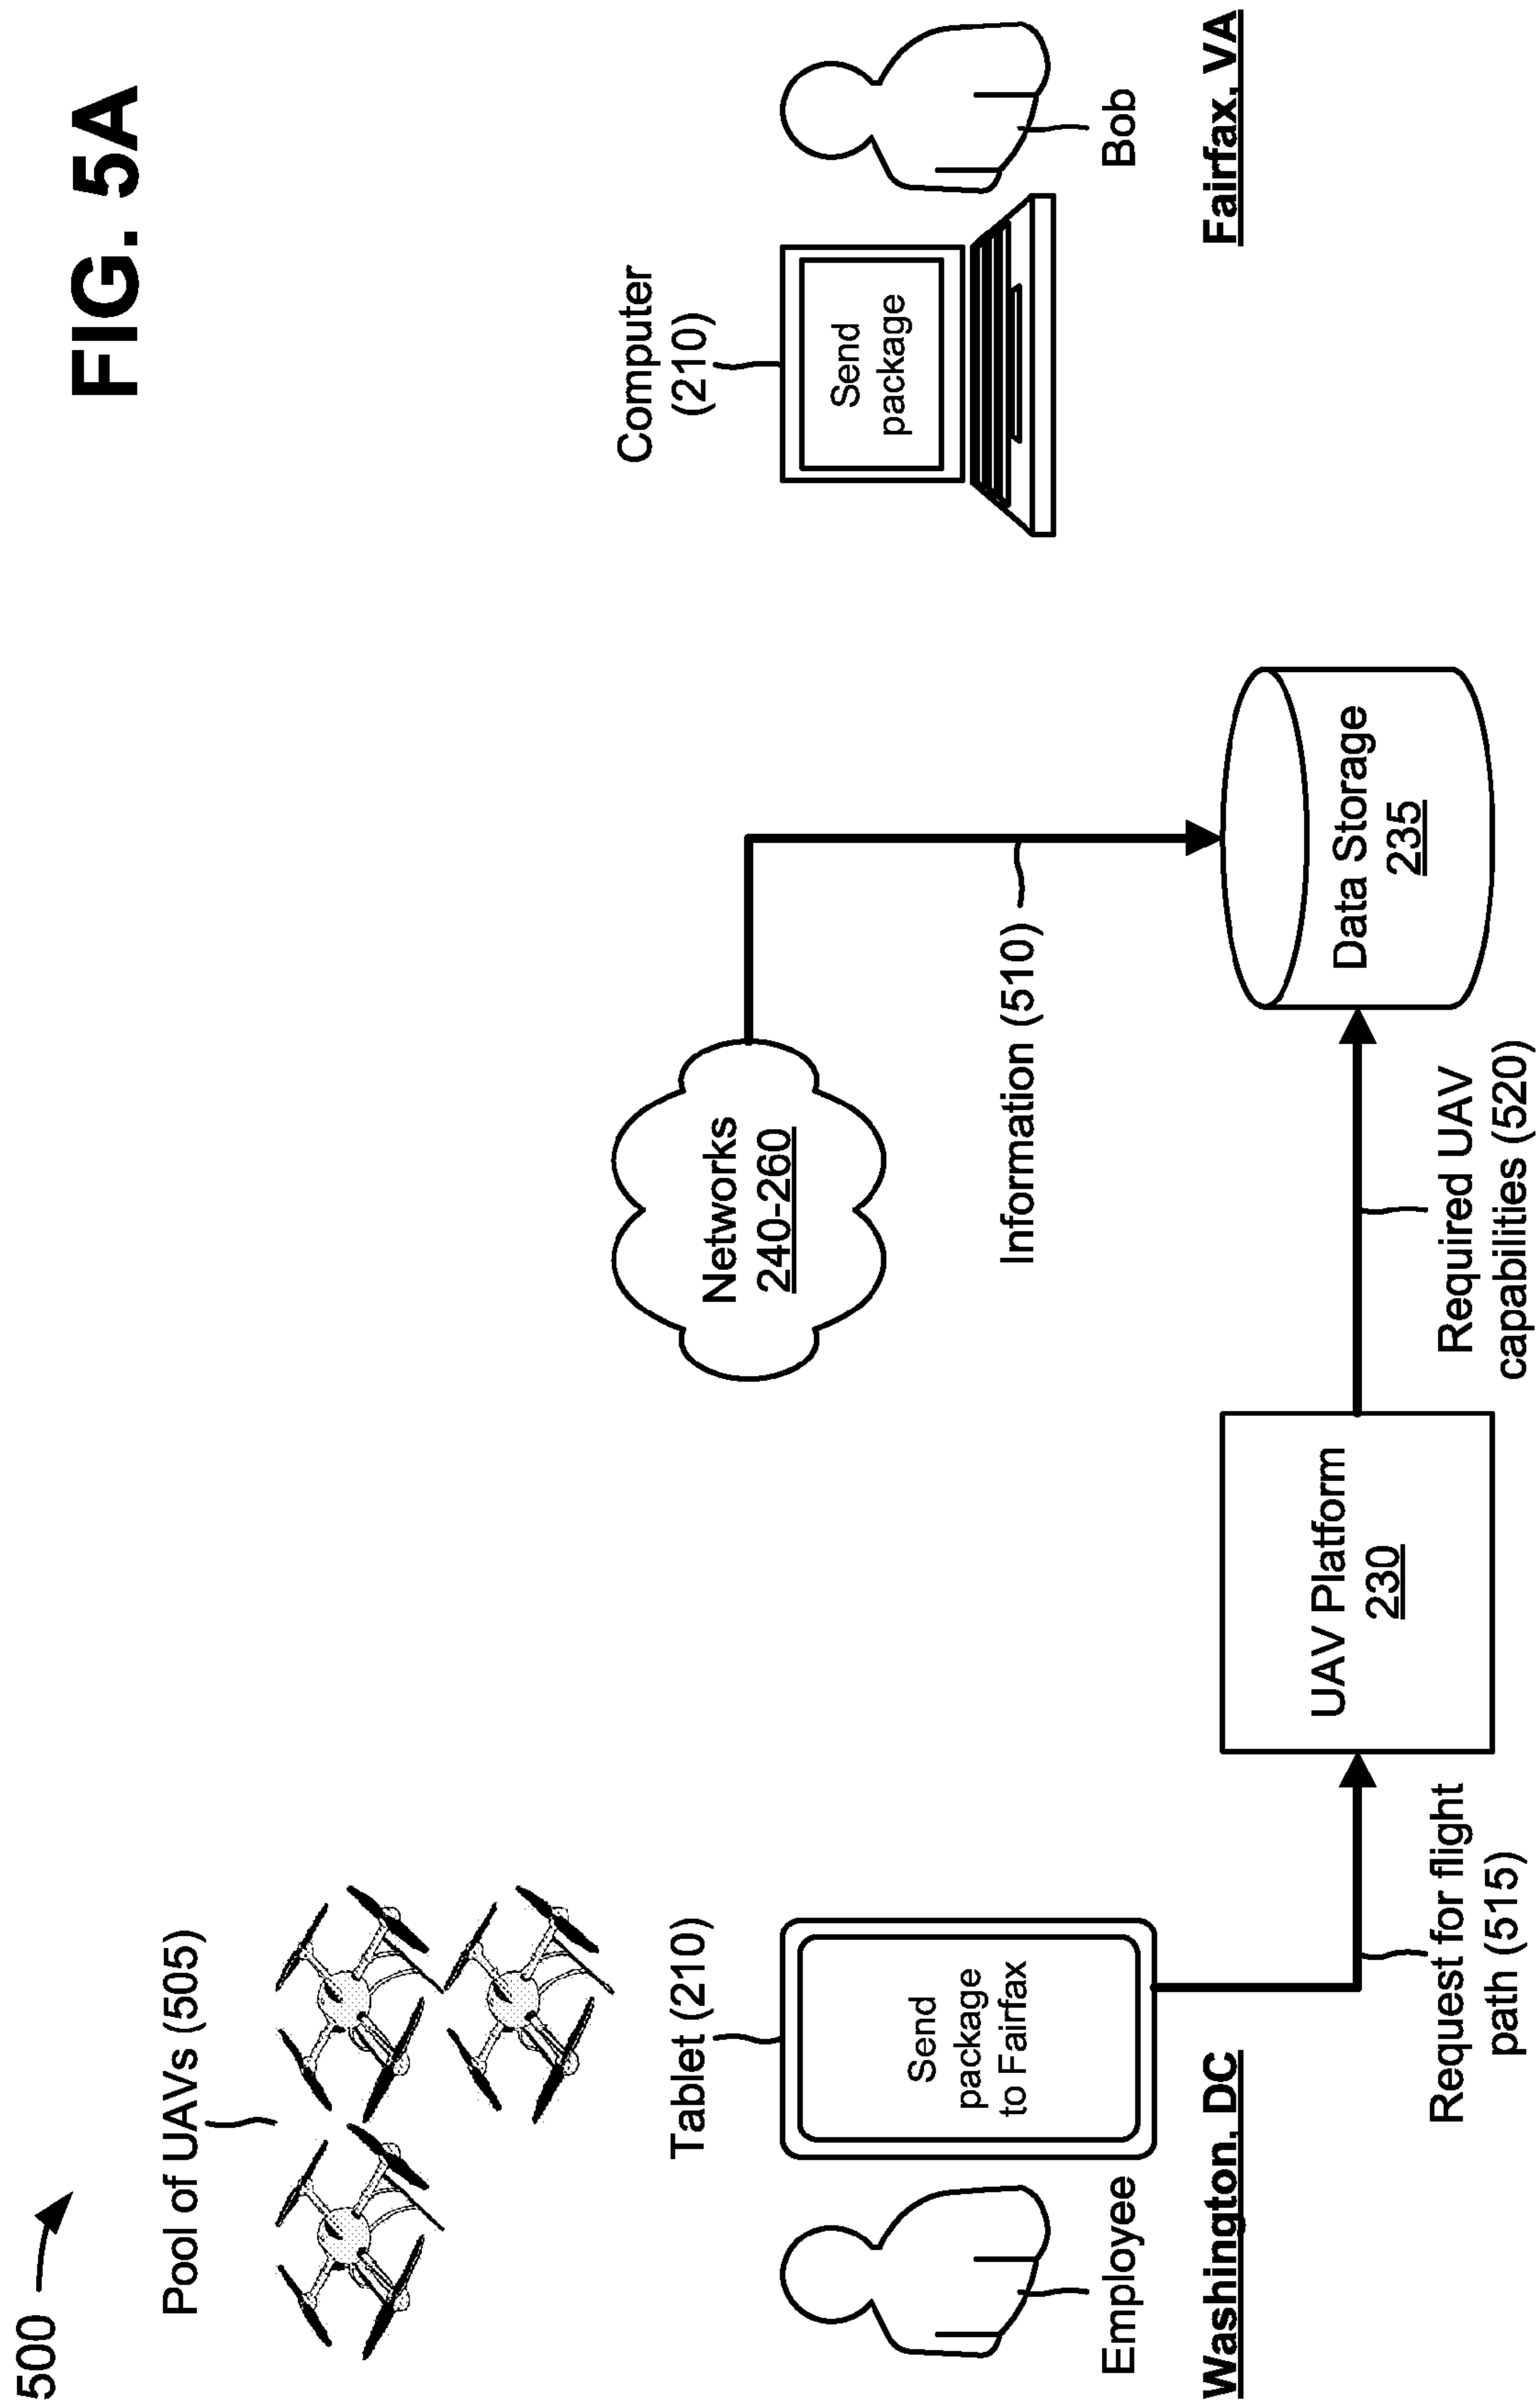 FIG. 5A
500
Pool of UAVs (505)
Tablet (210)
Send
package
to Fairfax
Employee
Washington, DC
Request for flight
path (515)
UAV Platform
230
Required UAV
capabilities (520)
Networks
240-260
Information (510)
Data Storage
235
Computer
(210)
Send
package
Bob
Fairfax, VA